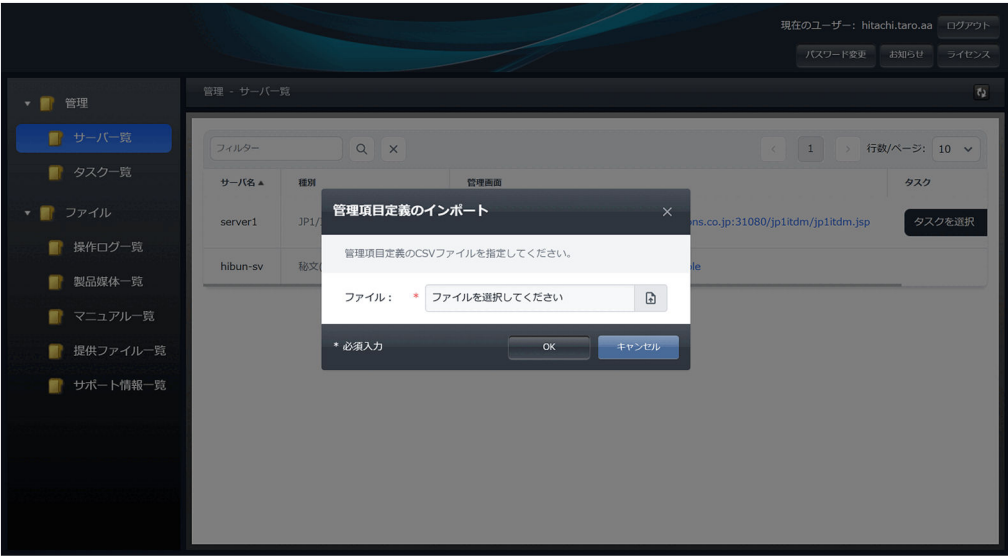 現在のユーザー: hitachi.taro.aa ログアウト
パスワード変更 お知らせ ライセンス
管理
サーバ一覧
タスク一覧
ファイル
操作ログ一覧
製品媒体一覧
マニュアル一覧
提供ファイル一覧
サポート情報一覧
管理 - サーバ一覧
フィルター
1 行数/ページ: 10
サーバ名 種別 管理画面 タスク
server1 JP1/ ns.co.jp:31080/jp1itdm/jp1itdm.jsp タスクを選択
hibun-sv 秘文 le
管理項目定義のインポート
管理項目定義のCSVファイルを指定してください。
ファイル : * ファイルを選択してください
* 必須入力 OK キャンセル